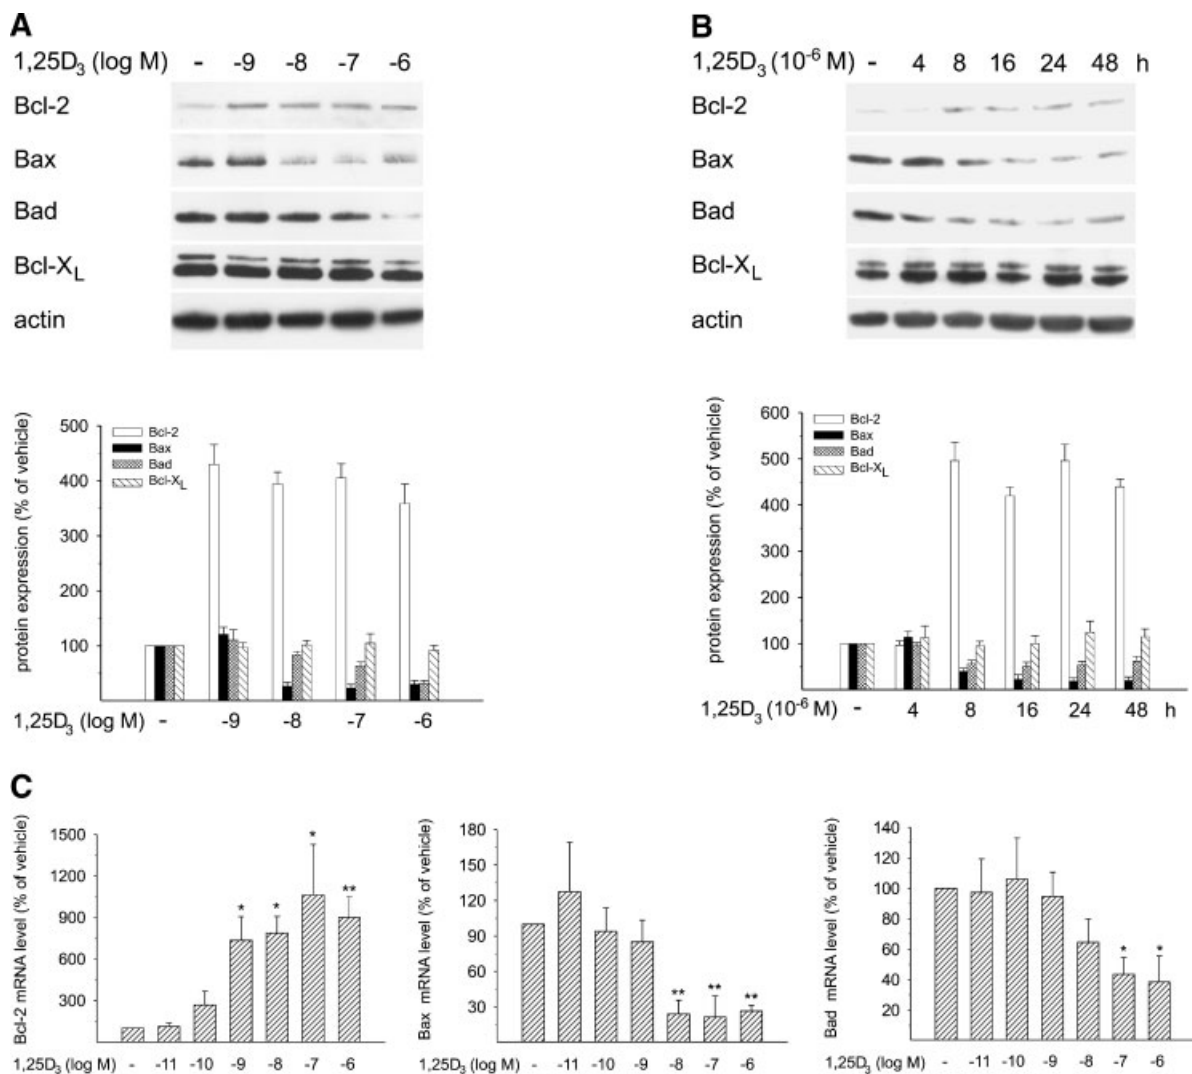 A
1,25D3 (log M) - -9 -8 -7 -6
Bcl-2
Bax
Bad
Bcl-XL
actin
protein expression (% of vehicle)
500
400
300
200
100
Bcl-2
Bax
Bad
Bcl-XL
1,25D3 (log M) - -9 -8 -7 -6
B
1,25D3 (10-6 M) - 4 8 16 24 48 h
Bcl-2
Bax
Bad
Bcl-XL
actin
protein expression (% of vehicle)
600
500
400
300
200
100
Bcl-2
Bax
Bad
Bcl-XL
1,25D3 (10-6 M) - 4 8 16 24 48 h
C
Bcl-2 mRNA level (% of vehicle)
1500
1200
900
600
300
* * * **
1,25D3 (log M) - -11 -10 -9 -8 -7 -6
Bax mRNA level (% of vehicle)
180
150
120
90
60
30
** ** **
1,25D3 (log M) - -11 -10 -9 -8 -7 -6
Bad mRNA level (% of vehicle)
140
120
100
80
60
40
20
* *
1,25D3 (log M) - -11 -10 -9 -8 -7 -6